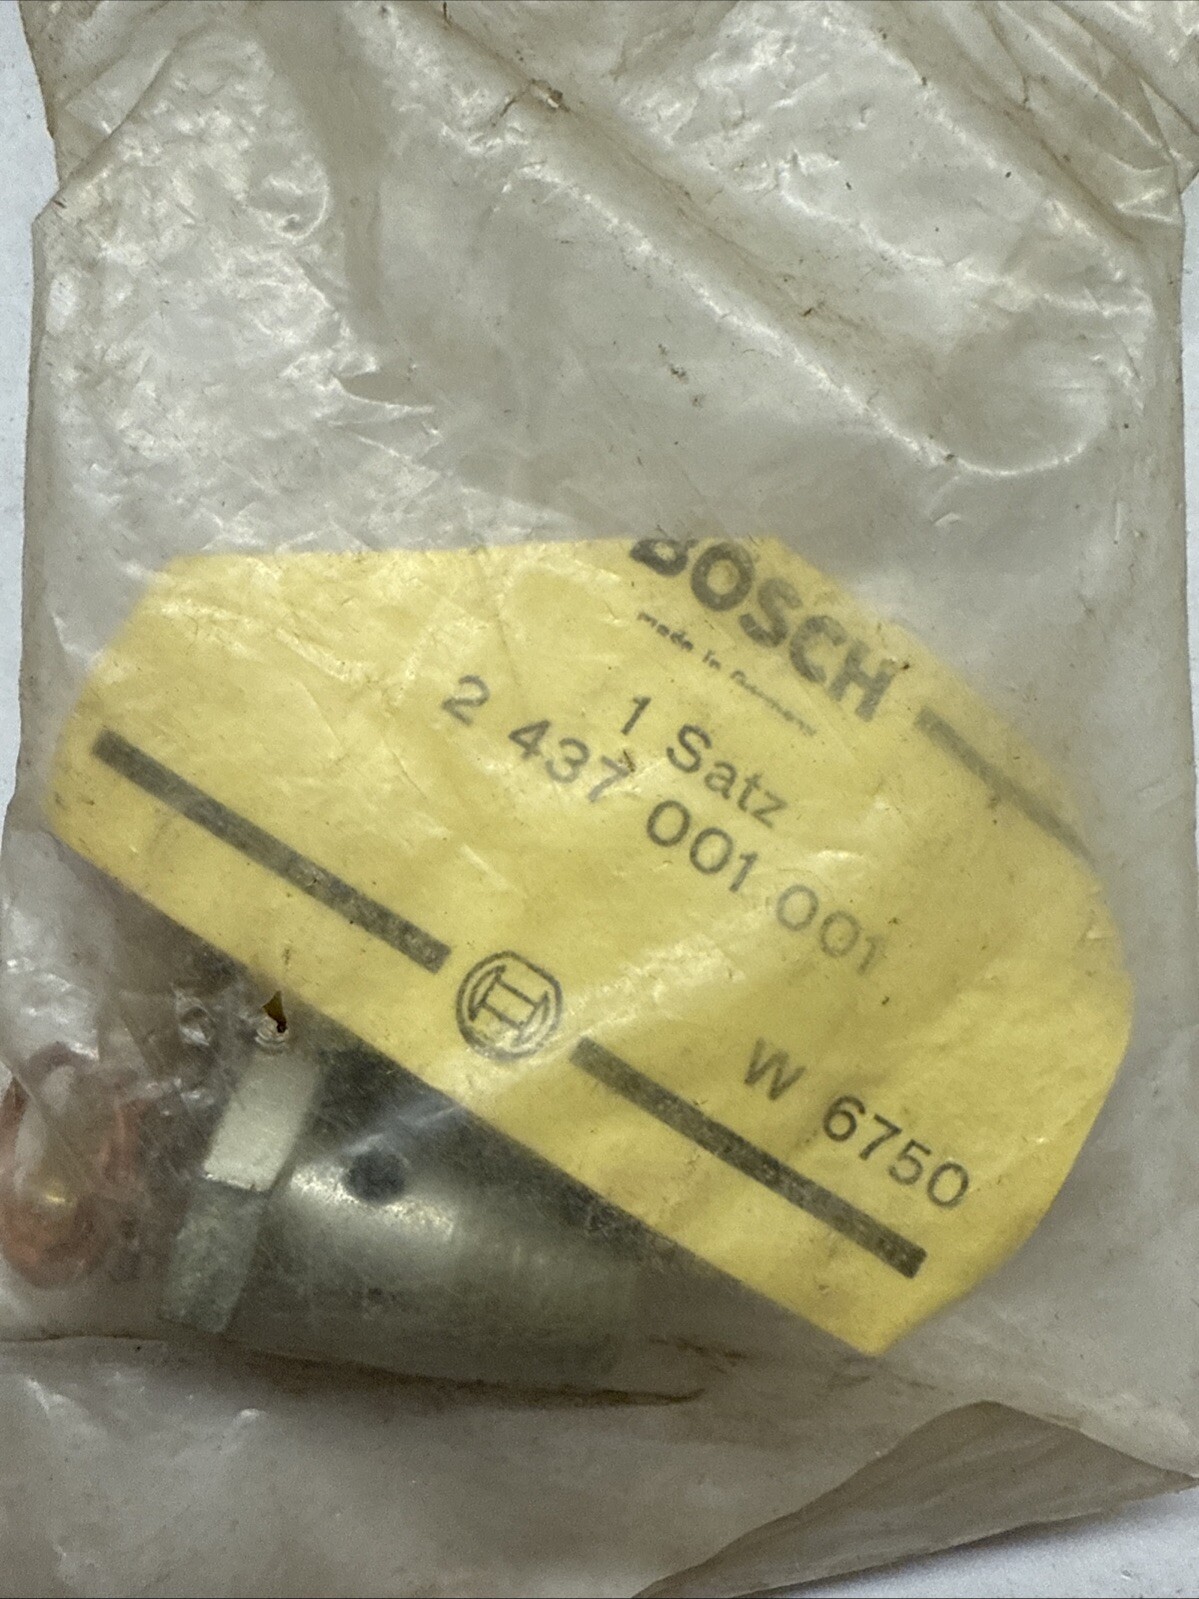 BOSCH
made in Germany
1 Satz
2 437 001 001
W 6750